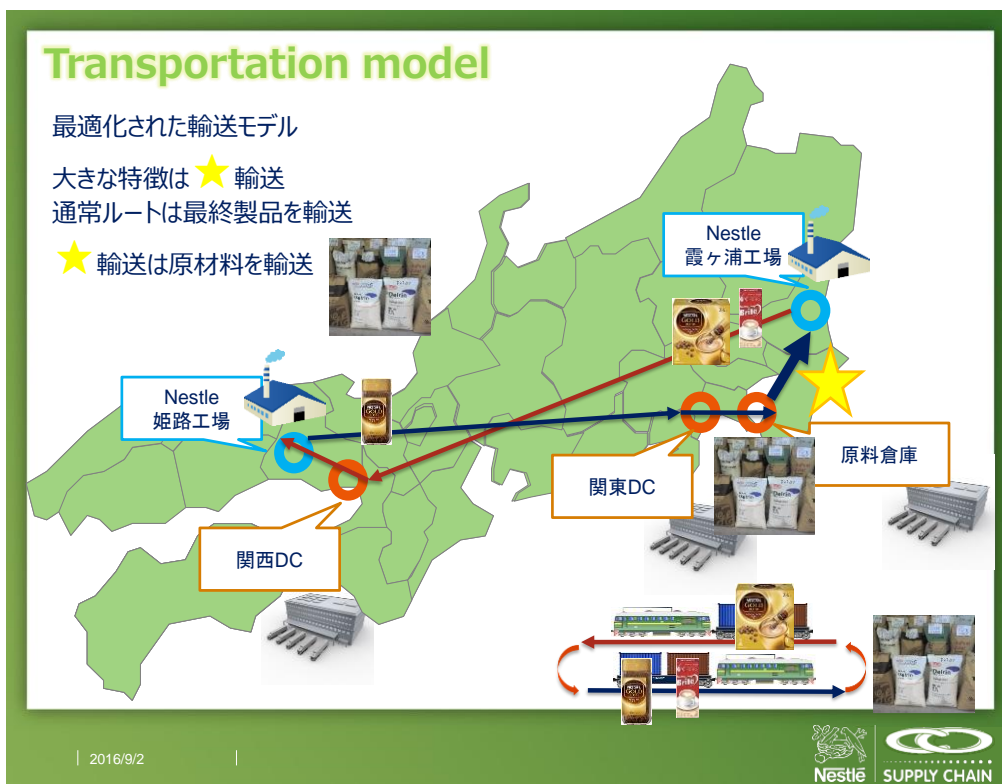 Transportation model
最適化された輸送モデル
大きな特徴は 輸送
通常ルートは最終製品を輸送
輸送は原材料を輸送
Nestle
霞ヶ浦工場
Nestle
姫路工場
関東DC
原料倉庫
関西DC
2016/9/2
Nestlé
SUPPLY CHAIN